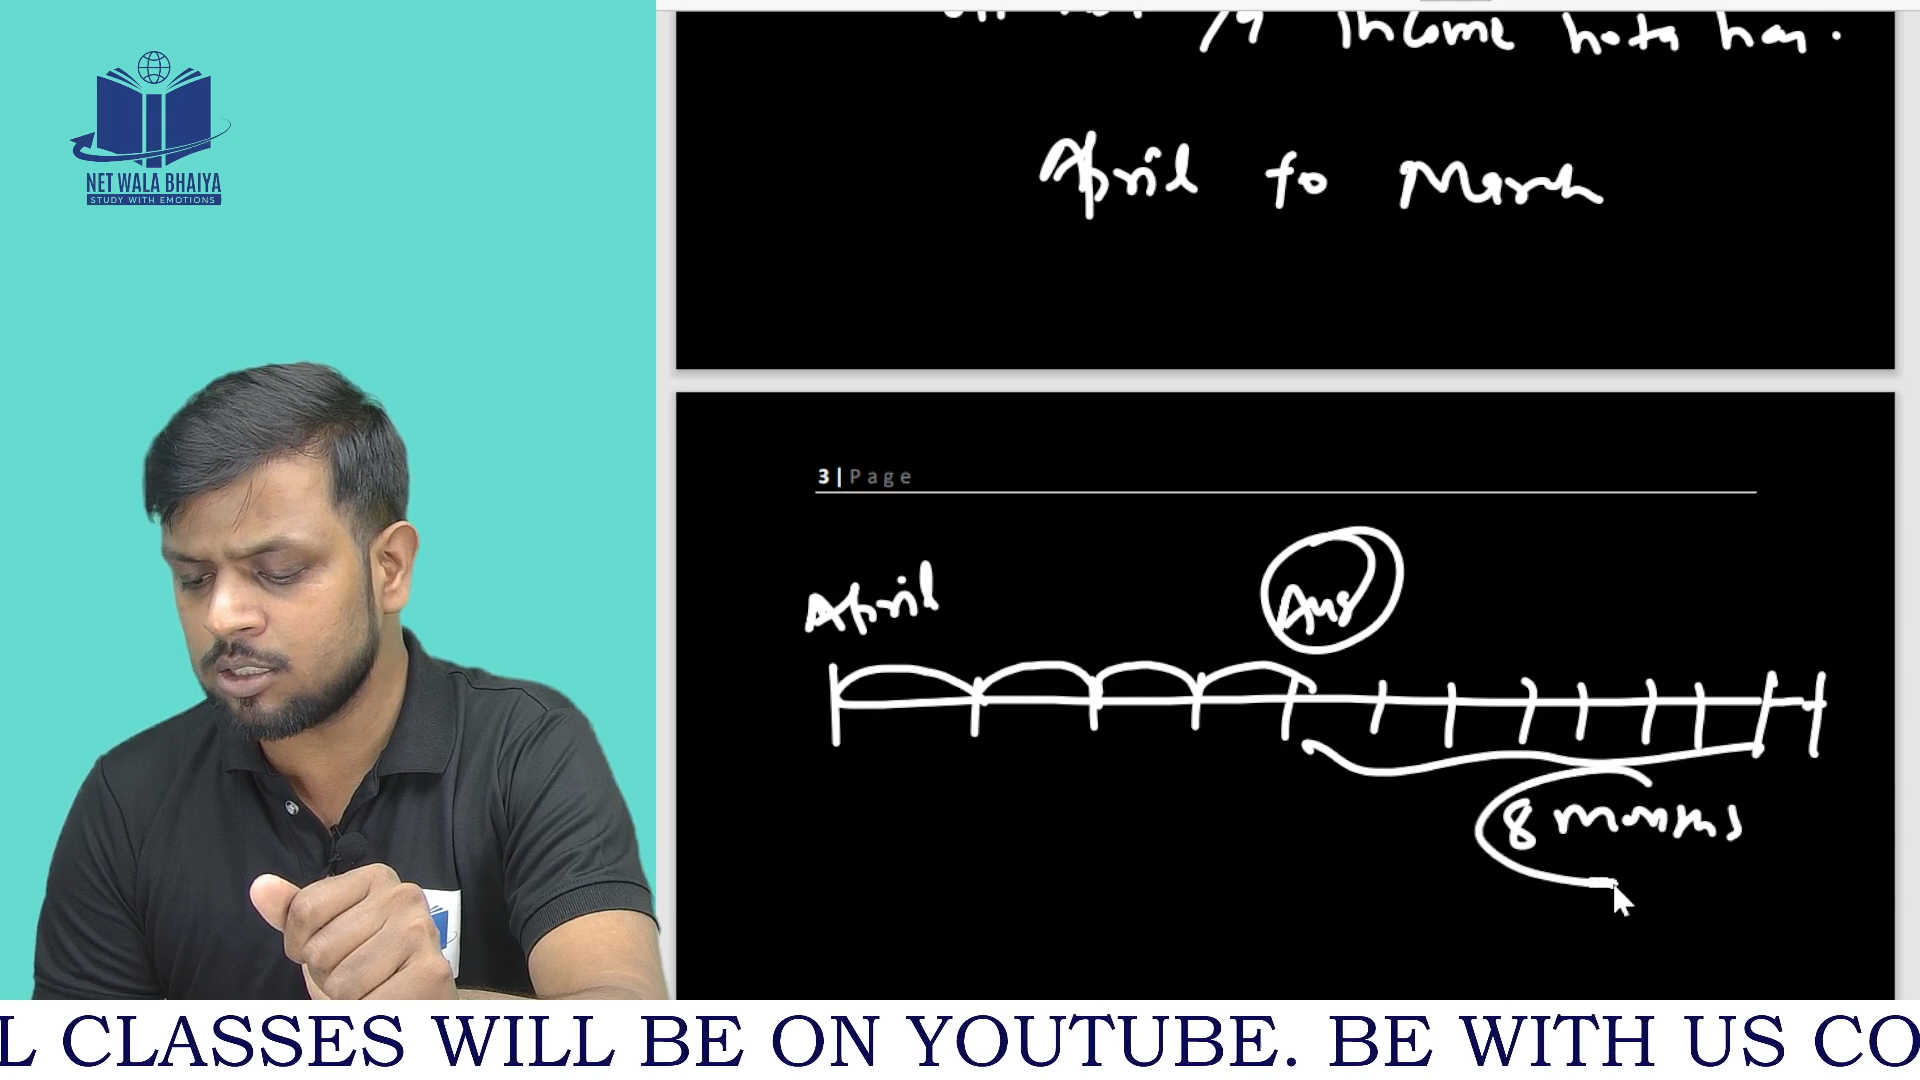 NET WALA BHAIYA
STUDY WITH EMOTIONS
Income hota hai.
April to March
3 | Page
April
Aug
8 months
L CLASSES WILL BE ON YOUTUBE. BE WITH US CO